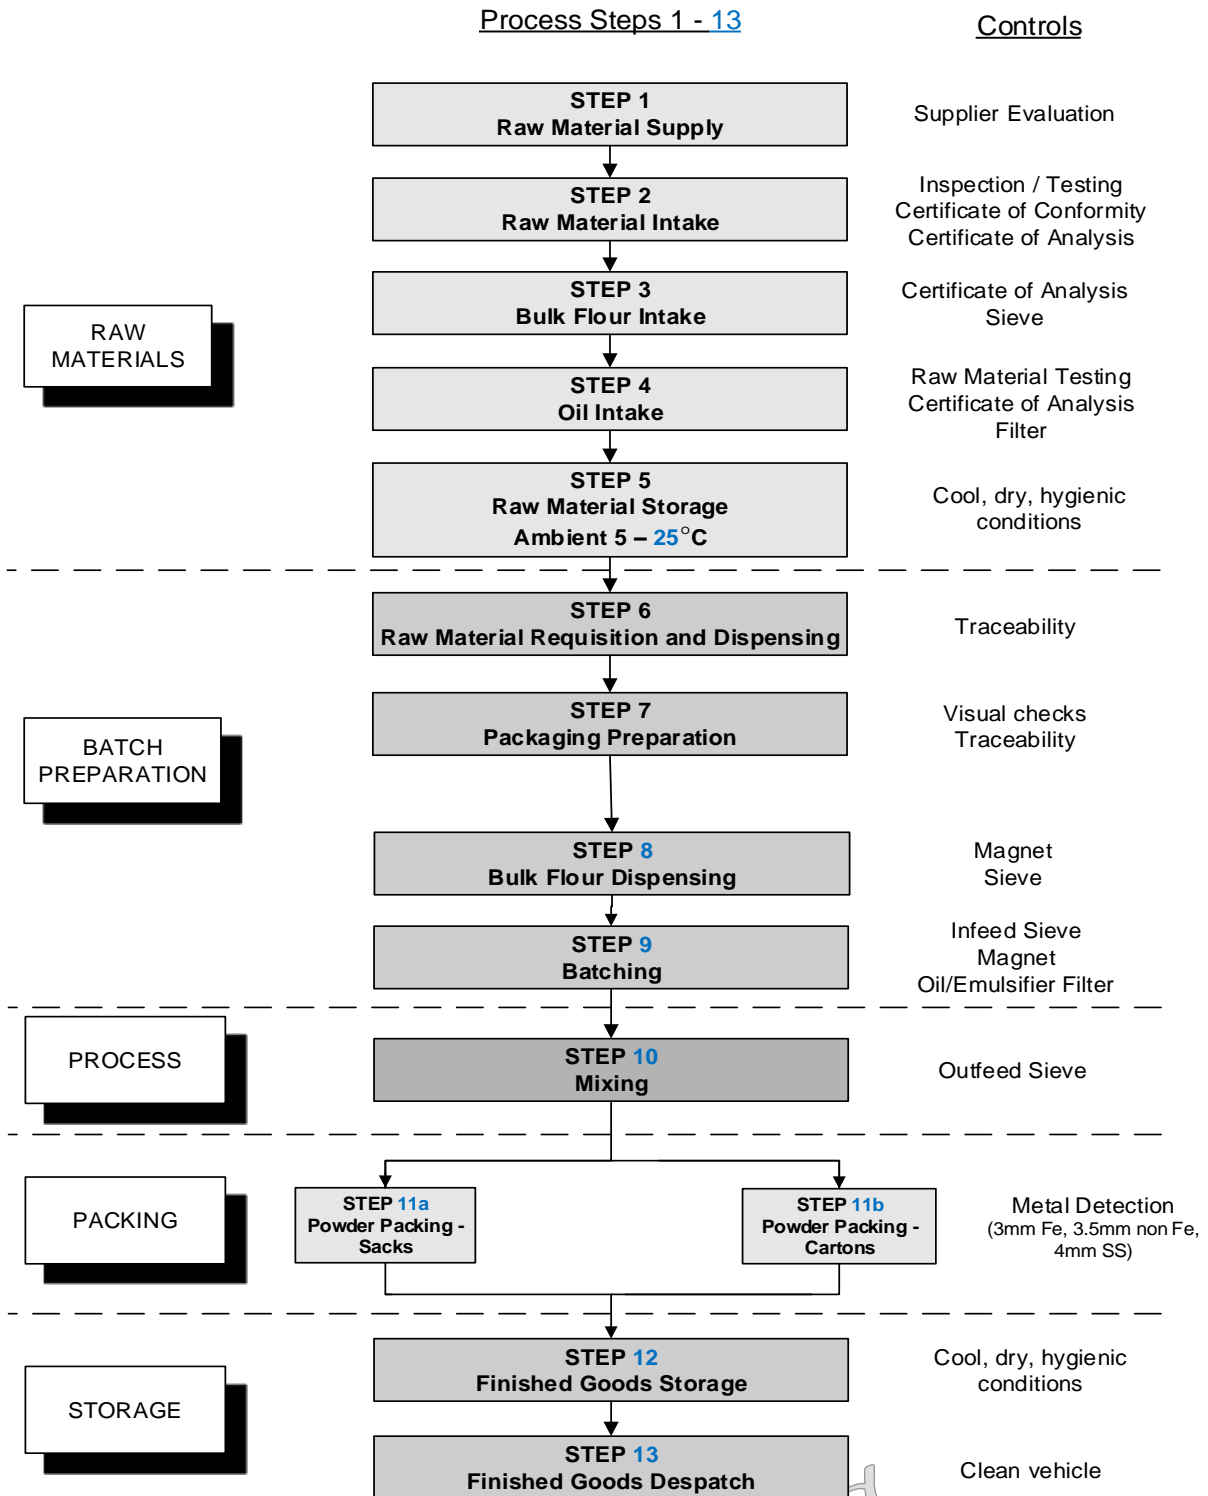 Process Steps 1 - 13
Controls
STEP 1
Raw Material Supply
Supplier Evaluation
STEP 2
Raw Material Intake
Inspection / Testing
Certificate of Conformity
Certificate of Analysis
STEP 3
Bulk Flour Intake
Certificate of Analysis
Sieve
RAW
MATERIALS
STEP 4
Oil Intake
Raw Material Testing
Certificate of Analysis
Filter
STEP 5
Raw Material Storage
Ambient 5 – 25°C
Cool, dry, hygienic
conditions
STEP 6
Raw Material Requisition and Dispensing
Traceability
STEP 7
Packaging Preparation
Visual checks
Traceability
BATCH
PREPARATION
STEP 8
Bulk Flour Dispensing
Magnet
Sieve
STEP 9
Batching
Infeed Sieve
Magnet
Oil/Emulsifier Filter
PROCESS
STEP 10
Mixing
Outfeed Sieve
PACKING
STEP 11a
Powder Packing -
Sacks
STEP 11b
Powder Packing -
Cartons
Metal Detection
(3mm Fe, 3.5mm non Fe,
4mm SS)
STORAGE
STEP 12
Finished Goods Storage
Cool, dry, hygienic
conditions
STEP 13
Finished Goods Despatch
Clean vehicle